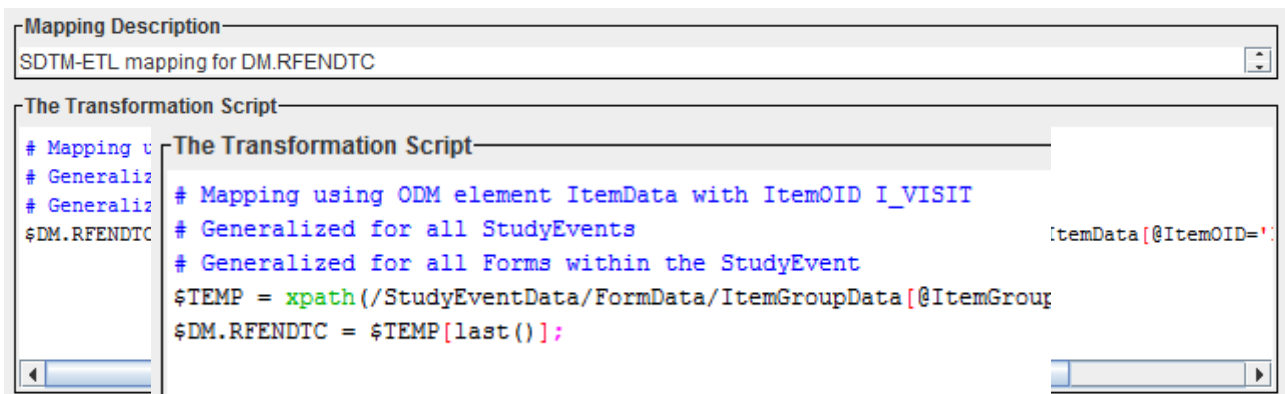 Mapping Description
SDTM-ETL mapping for DM.RFENDTC
The Transformation Script
# Mapping u
# Generaliz
# Generaliz
$DM.RFENDTC
[temData[@ItemOID='
The Transformation Script
# Mapping using ODM element ItemData with ItemOID I_VISIT
# Generalized for all StudyEvents
# Generalized for all Forms within the StudyEvent
$TEMP = xpath(/StudyEventData/FormData/ItemGroupData[@ItemGroup
$DM.RFENDTC = $TEMP[last()];